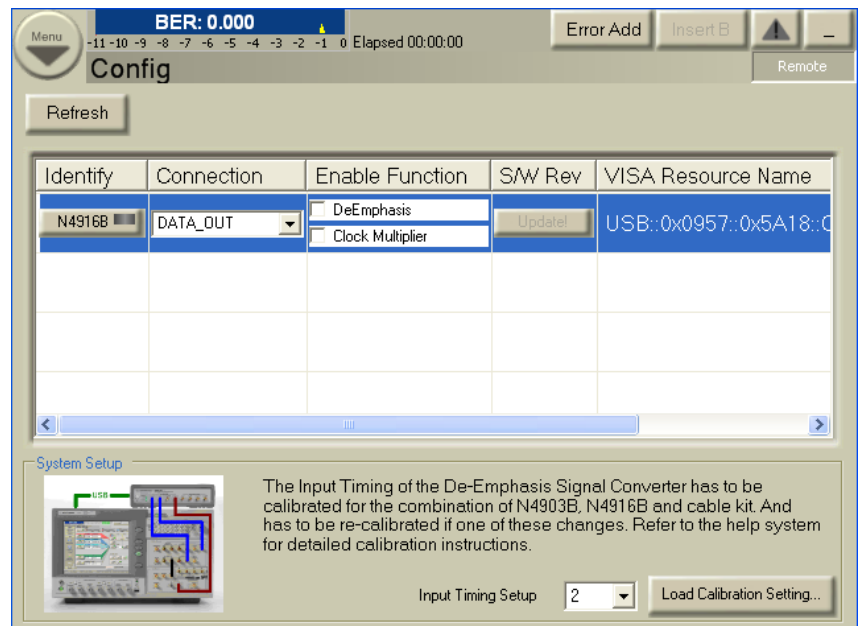 Menu
BER: 0.000
-11 -10 -9 -8 -7 -6 -5 -4 -3 -2 -1 0 Elapsed 00:00:00
Error Add
Insert B
Config
Remote
Refresh
Identify Connection Enable Function S/W Rev VISA Resource Name
N4916B DATA_OUT DeEmphasis Update! USB::0x0957::0x5A18::0
Clock Multiplier
System Setup
USB
The Input Timing of the De-Emphasis Signal Converter has to be
calibrated for the combination of N4903B, N4916B and cable kit. And
has to be re-calibrated if one of these changes. Refer to the help system
for detailed calibration instructions.
Input Timing Setup 2 Load Calibration Setting...